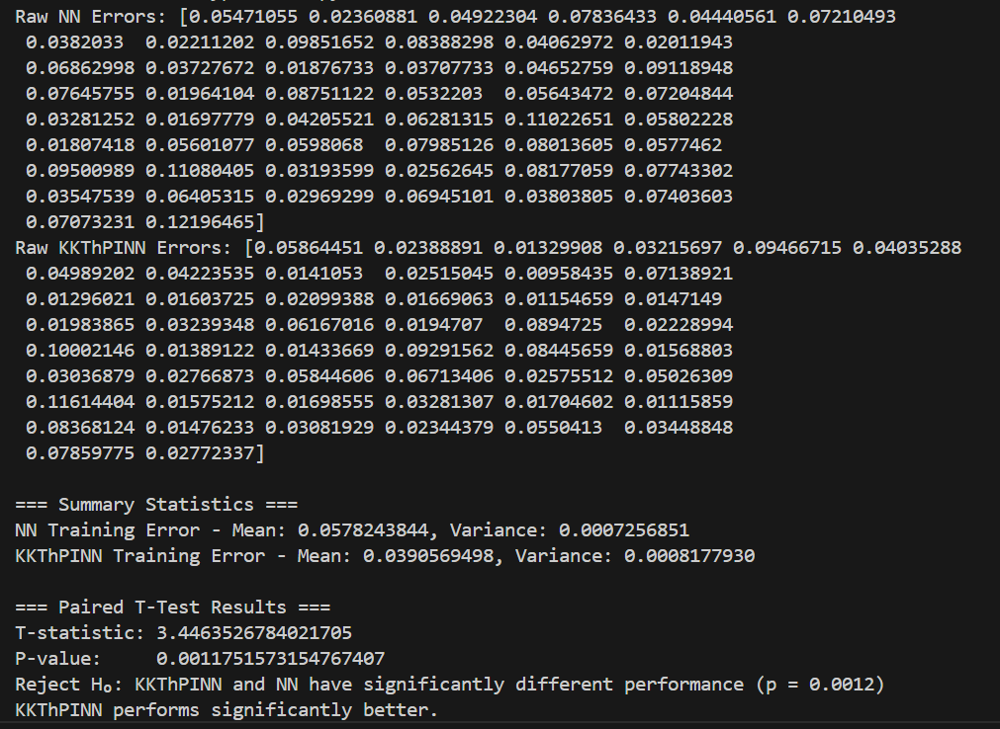 Raw NN Errors: [0.05471055 0.02360881 0.04922304 0.07836433 0.04440561 0.07210493
0.0382033 0.02211202 0.09851652 0.08388298 0.04062972 0.02011943
0.06862998 0.03727672 0.01876733 0.03707733 0.04652759 0.09118948
0.07645755 0.01964104 0.08751122 0.0532203 0.05643472 0.07204844
0.03281252 0.01697779 0.04205521 0.06281315 0.11022651 0.05802228
0.01807418 0.05601077 0.0598068 0.07985126 0.08013605 0.0577462
0.09500989 0.11080405 0.03193599 0.02562645 0.08177059 0.07743302
0.03547539 0.06405315 0.02969299 0.06945101 0.03803805 0.07403603
0.07073231 0.12196465]
Raw KKThPINN Errors: [0.05864451 0.02388891 0.01329908 0.03215697 0.09466715 0.04035288
0.04989202 0.04223535 0.0141053 0.02515045 0.00958435 0.07138921
0.01296021 0.01603725 0.02099388 0.01669063 0.01154659 0.0147149
0.01983865 0.03239348 0.06167016 0.0194707 0.0894725 0.02228994
0.10002146 0.01389122 0.01433669 0.09291562 0.08445659 0.01568803
0.03036879 0.02766873 0.05844606 0.06713406 0.02575512 0.05026309
0.11614404 0.01575212 0.01698555 0.03281307 0.01704602 0.01115859
0.08368124 0.01476233 0.03081929 0.02344379 0.0550413 0.03448848
0.07859775 0.02772337]
=== Summary Statistics ===
NN Training Error - Mean: 0.0578243844, Variance: 0.0007256851
KKThPINN Training Error - Mean: 0.0390569498, Variance: 0.0008177930
=== Paired T-Test Results ===
T-statistic: 3.4463526784021705
P-value: 0.0011751573154767407
Reject H₀: KKThPINN and NN have significantly different performance (p = 0.0012)
KKThPINN performs significantly better.